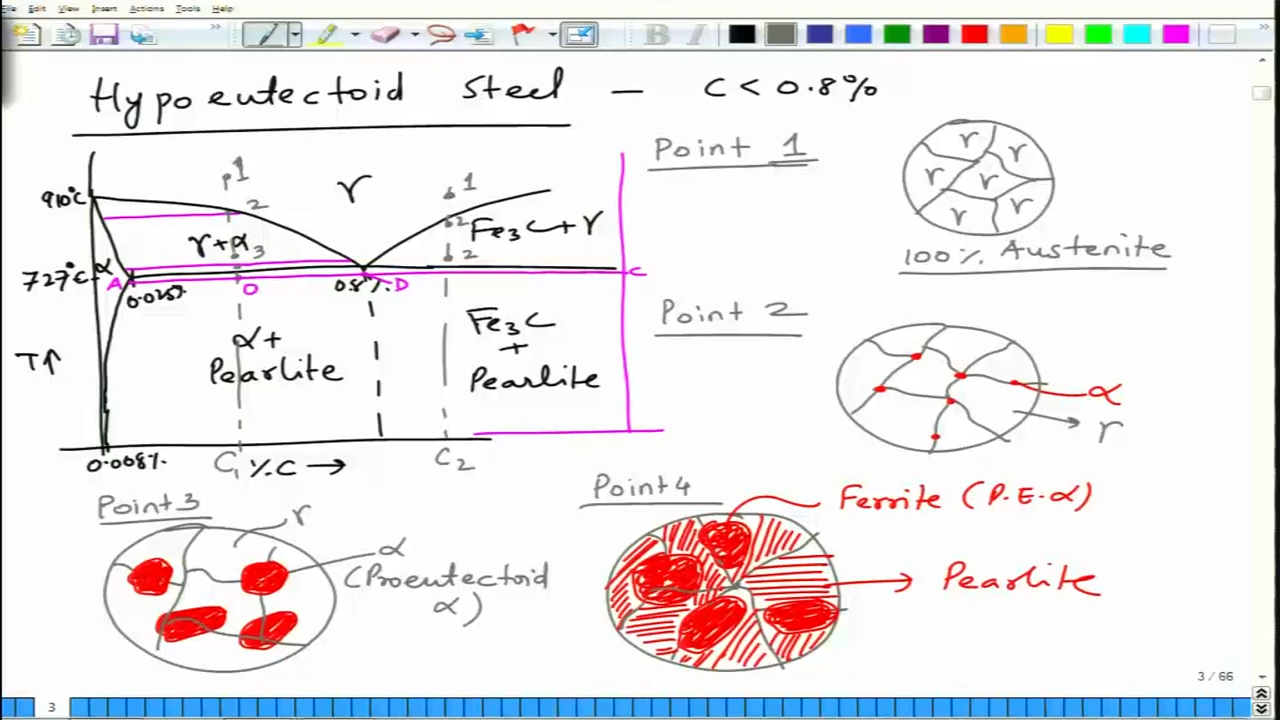 File Edit View Insert Actions Tools Help
Hypoeutectoid Steel - C < 0.8%
Point 1
γ γ γ γ γ γ
100% Austenite
910°C
1
2
γ
1
2
γ+α
3
Fe3C+γ
2
α
727°C
A
0.025%
O
0.8%
D
C
T↑
α+
Pearlite
Fe3C
+
Pearlite
0.008%
C1
%C →
C2
Point 2
α
γ
Point 3
γ
α
(Proeutectoid
α)
Point 4
Ferrite (P.E-α)
Pearlite
3 / 66
3